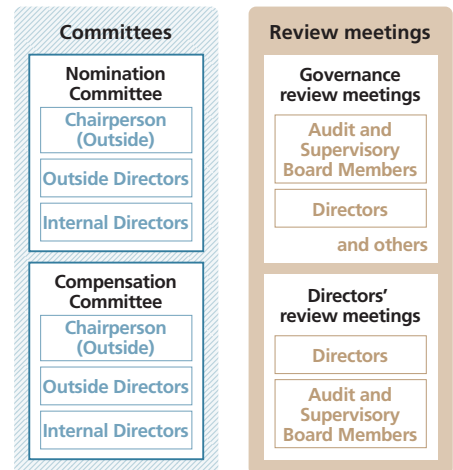 Committees
Nomination
Committee
Chairperson
(Outside)
Outside Directors
Internal Directors
Compensation
Committee
Chairperson
(Outside)
Outside Directors
Internal Directors
Review meetings
Governance
review meetings
Audit and
Supervisory
Board Members
Directors
and others
Directors’
review meetings
Directors
Audit and
Supervisory
Board Members